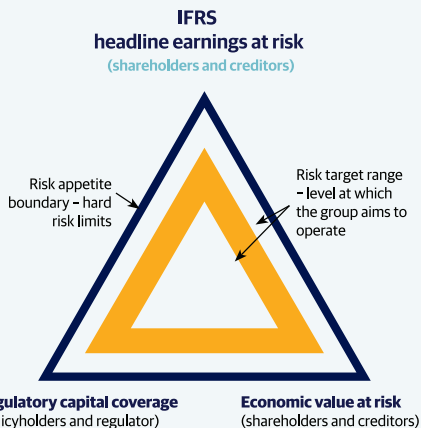 IFRS
headline earnings at risk
(shareholders and creditors)
Risk appetite
boundary – hard
risk limits
Risk target range
– level at which
the group aims to
operate
gulatory capital coverage
icyholders and regulator)
Economic value at risk
(shareholders and creditors)